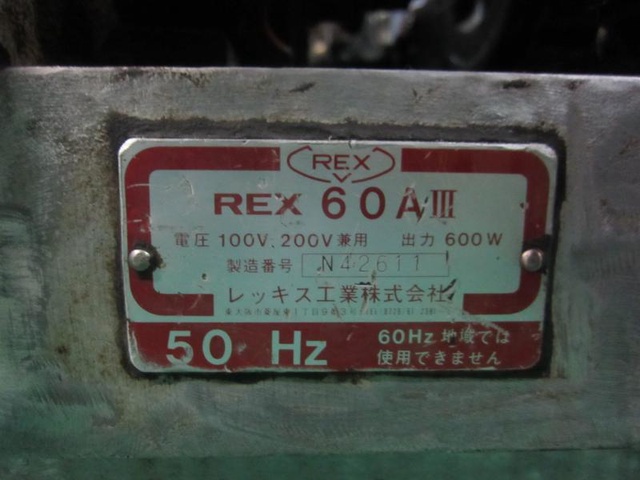 REX
REX 60AIII
電圧 100V, 200V兼用 出力 600W
製造番号 N42611
レッキス工業株式会社
50 Hz
60Hz 地域では
使用できません